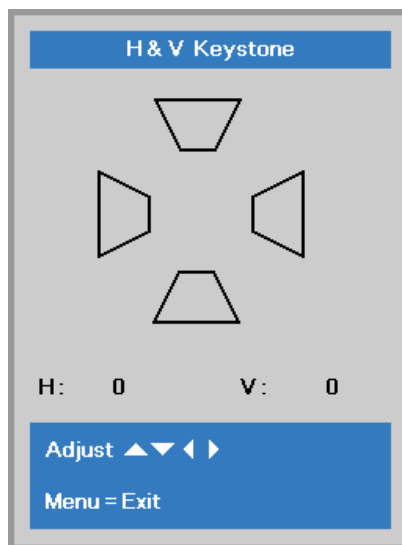 H & V Keystone
H: 0 V: 0
Adjust ▲▼◀▶
Menu = Exit